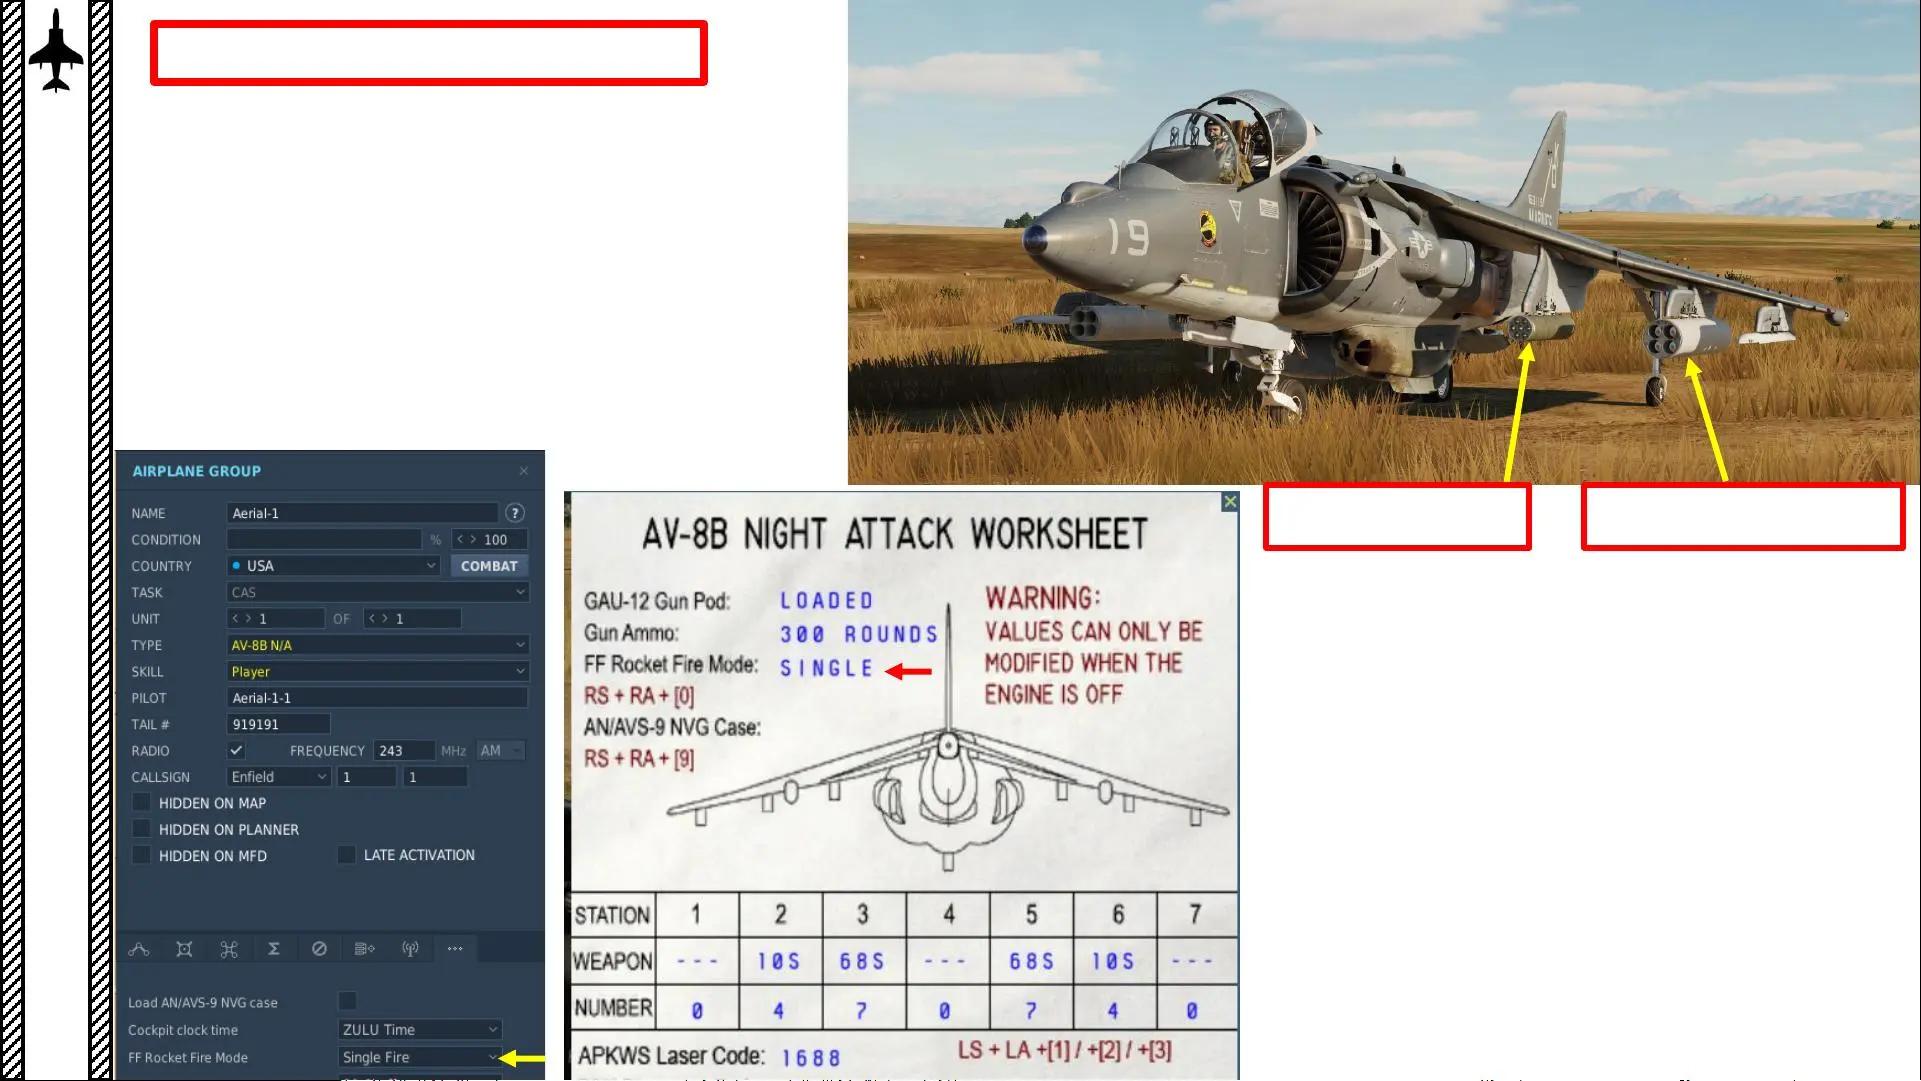 19
MARINES
AIRPLANE GROUP
NAME Aerial-1 ?
CONDITION % < > 100
COUNTRY USA COMBAT
TASK CAS
UNIT < > 1 OF < > 1
TYPE AV-8B N/A
SKILL Player
PILOT Aerial-1-1
TAIL # 919191
RADIO FREQUENCY 243 MHz AM
CALLSIGN Enfield 1 1
HIDDEN ON MAP
HIDDEN ON PLANNER
HIDDEN ON MFD LATE ACTIVATION
Load AN/AVS-9 NVG case
Cockpit clock time ZULU Time
FF Rocket Fire Mode Single Fire
AV-8B NIGHT ATTACK WORKSHEET
GAU-12 Gun Pod: LOADED
Gun Ammo: 300 ROUNDS
FF Rocket Fire Mode: SINGLE
RS + RA + [0]
AN/AVS-9 NVG Case:
RS + RA + [9]
WARNING:
VALUES CAN ONLY BE
MODIFIED WHEN THE
ENGINE IS OFF
STATION 1 2 3 4 5 6 7
WEAPON --- 10S 68S --- 68S 10S ---
NUMBER 0 4 7 0 7 4 0
APKWS Laser Code: 1688 LS + LA +[1] / +[2] / +[3]